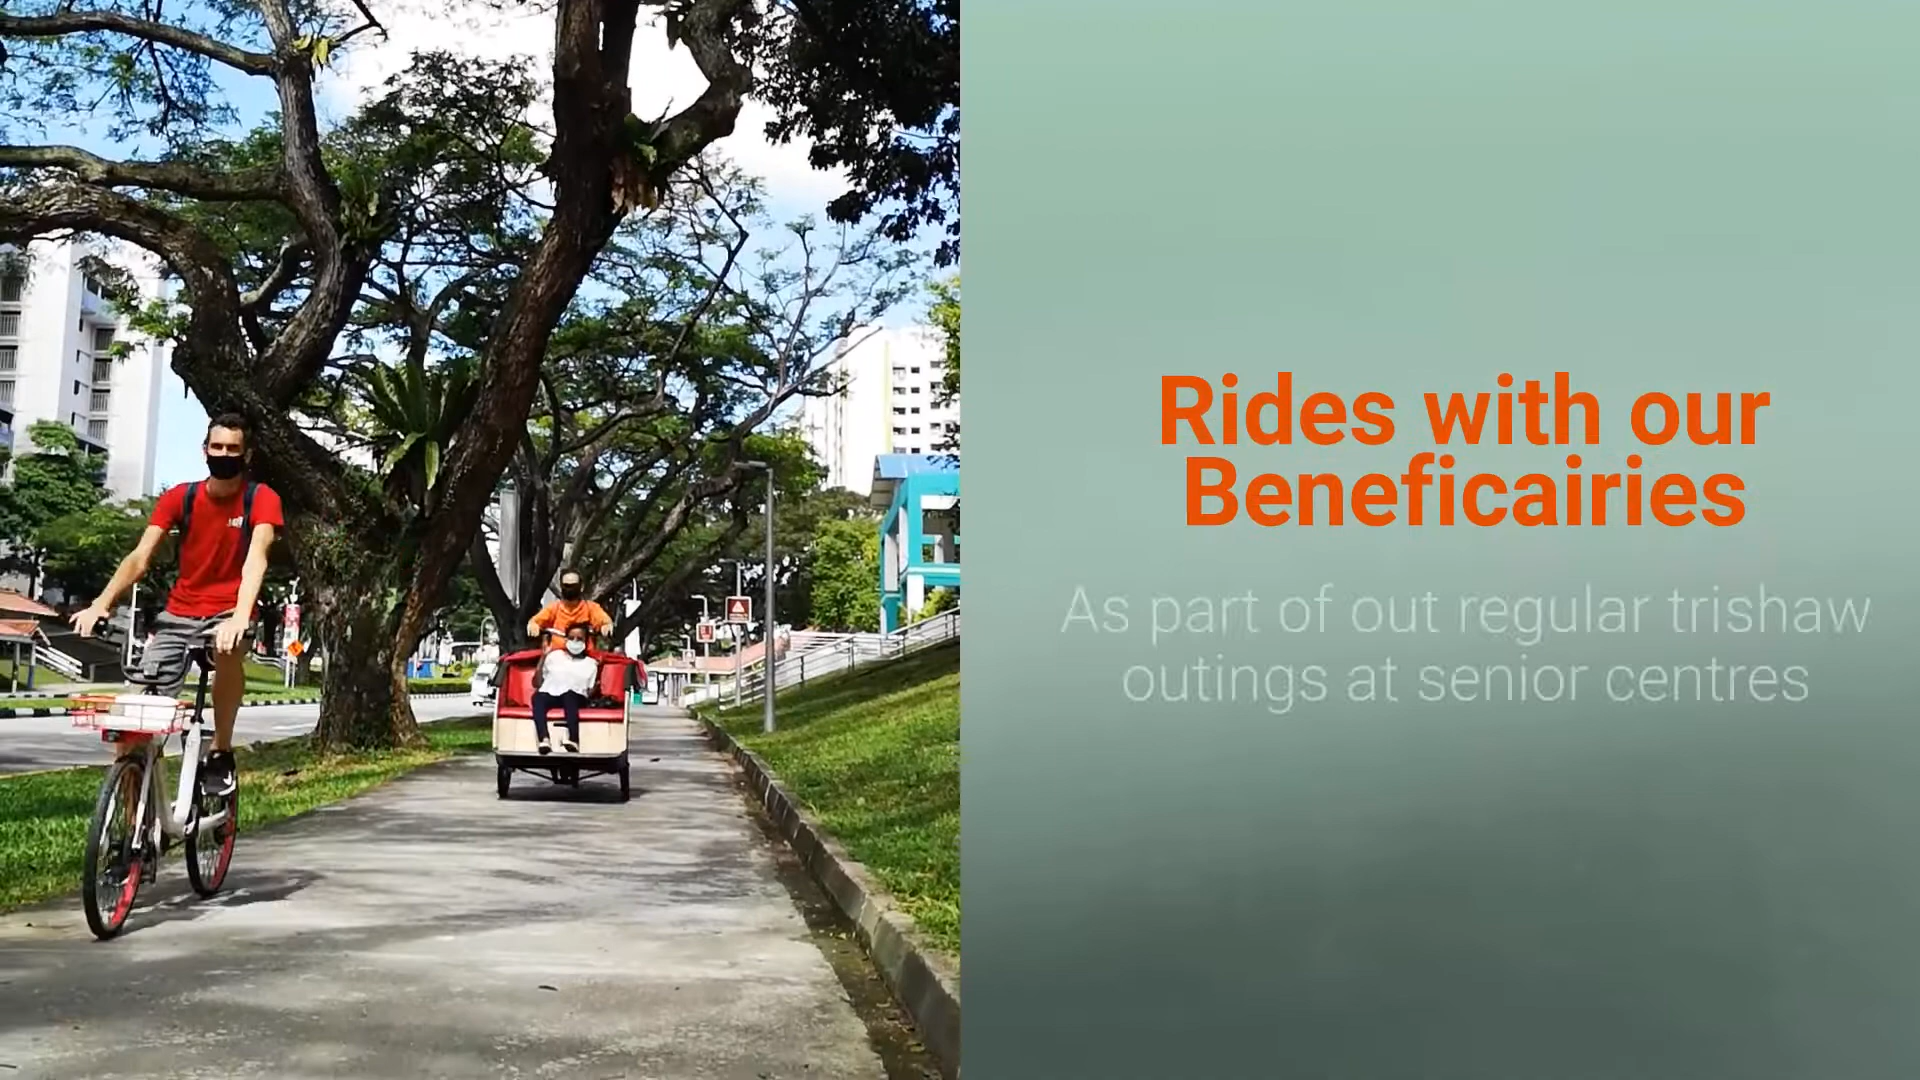 Rides with our
Beneficairies
As part of out regular trishaw
outings at senior centres